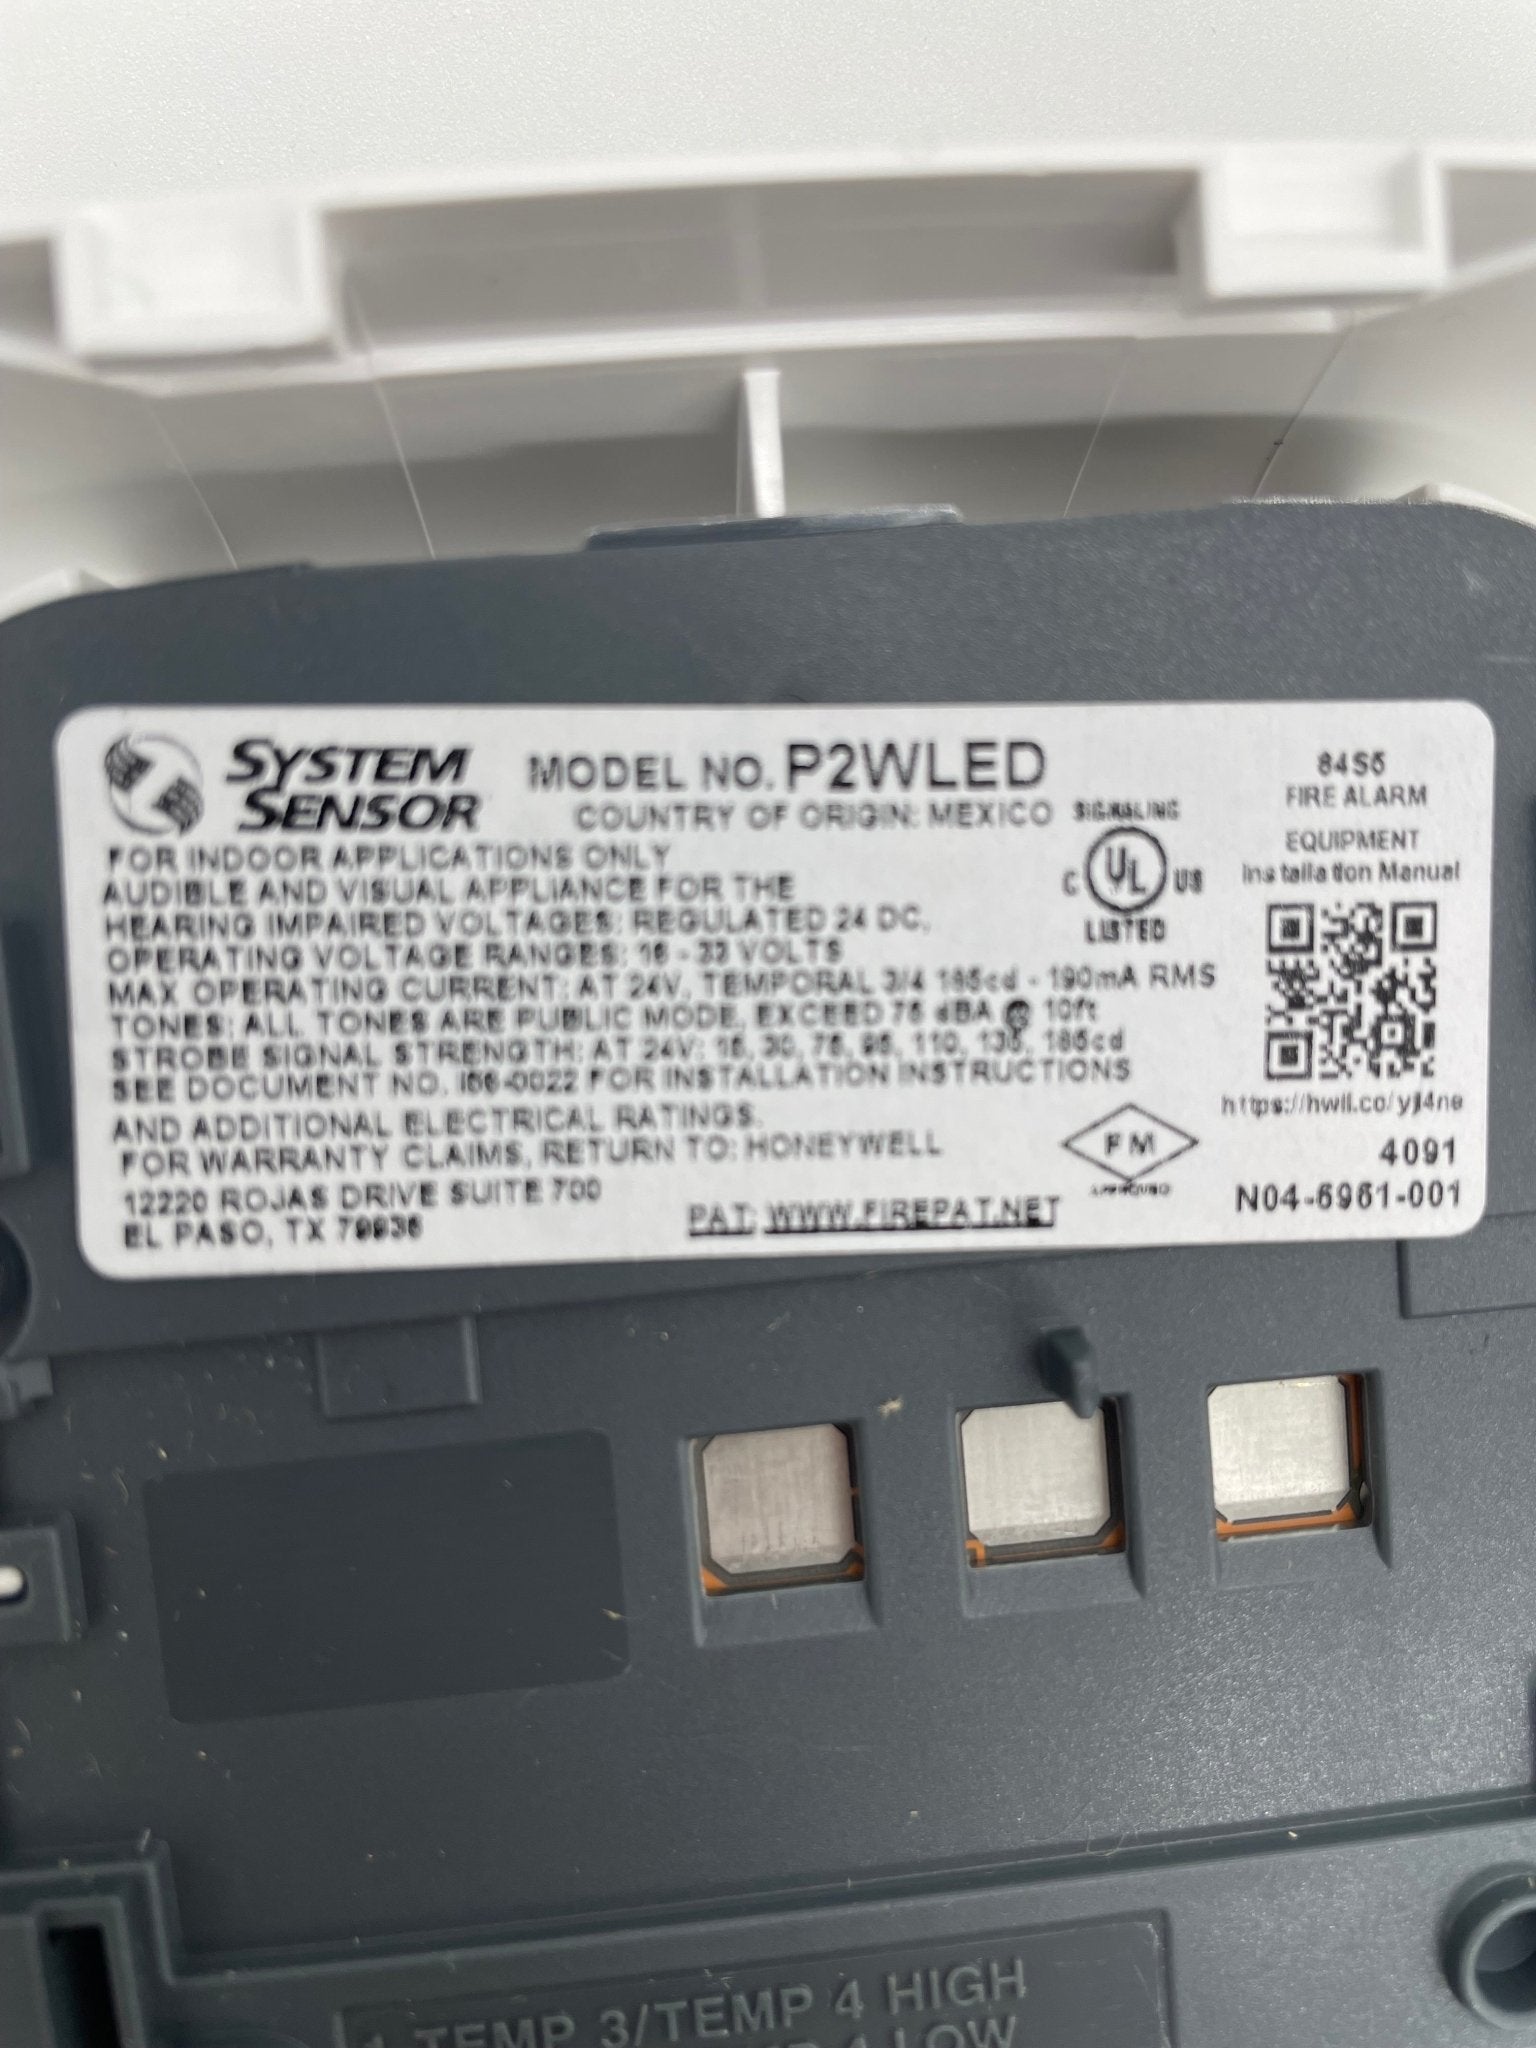 SYSTEM
SENSOR
MODEL NO. P2WLED
COUNTRY OF ORIGIN: MEXICO
FOR INDOOR APPLICATIONS ONLY
AUDIBLE AND VISUAL APPLIANCE FOR THE
HEARING IMPAIRED VOLTAGES: REGULATED 24 DC,
OPERATING VOLTAGE RANGES: 16 - 33 VOLTS
MAX OPERATING CURRENT: AT 24V, TEMPORAL 3/4 185cd - 190mA RMS
TONES: ALL TONES ARE PUBLIC MODE, EXCEED 75 dBA @ 10ft
STROBE SIGNAL STRENGTH: AT 24V: 15, 30, 75, 95, 110, 135, 185cd
SEE DOCUMENT NO. I56-0022 FOR INSTALLATION INSTRUCTIONS
AND ADDITIONAL ELECTRICAL RATINGS.
FOR WARRANTY CLAIMS, RETURN TO: HONEYWELL
12220 ROJAS DRIVE SUITE 700
EL PASO, TX 79936
PAT: WWW.FIREPAT.NET
SIGNALING
C UL US
LISTED
FM
APPROVED
84S5
FIRE ALARM
EQUIPMENT
Installation Manual
4091
N04-6961-001
1 TEMP 3/TEMP 4 HIGH
LOW